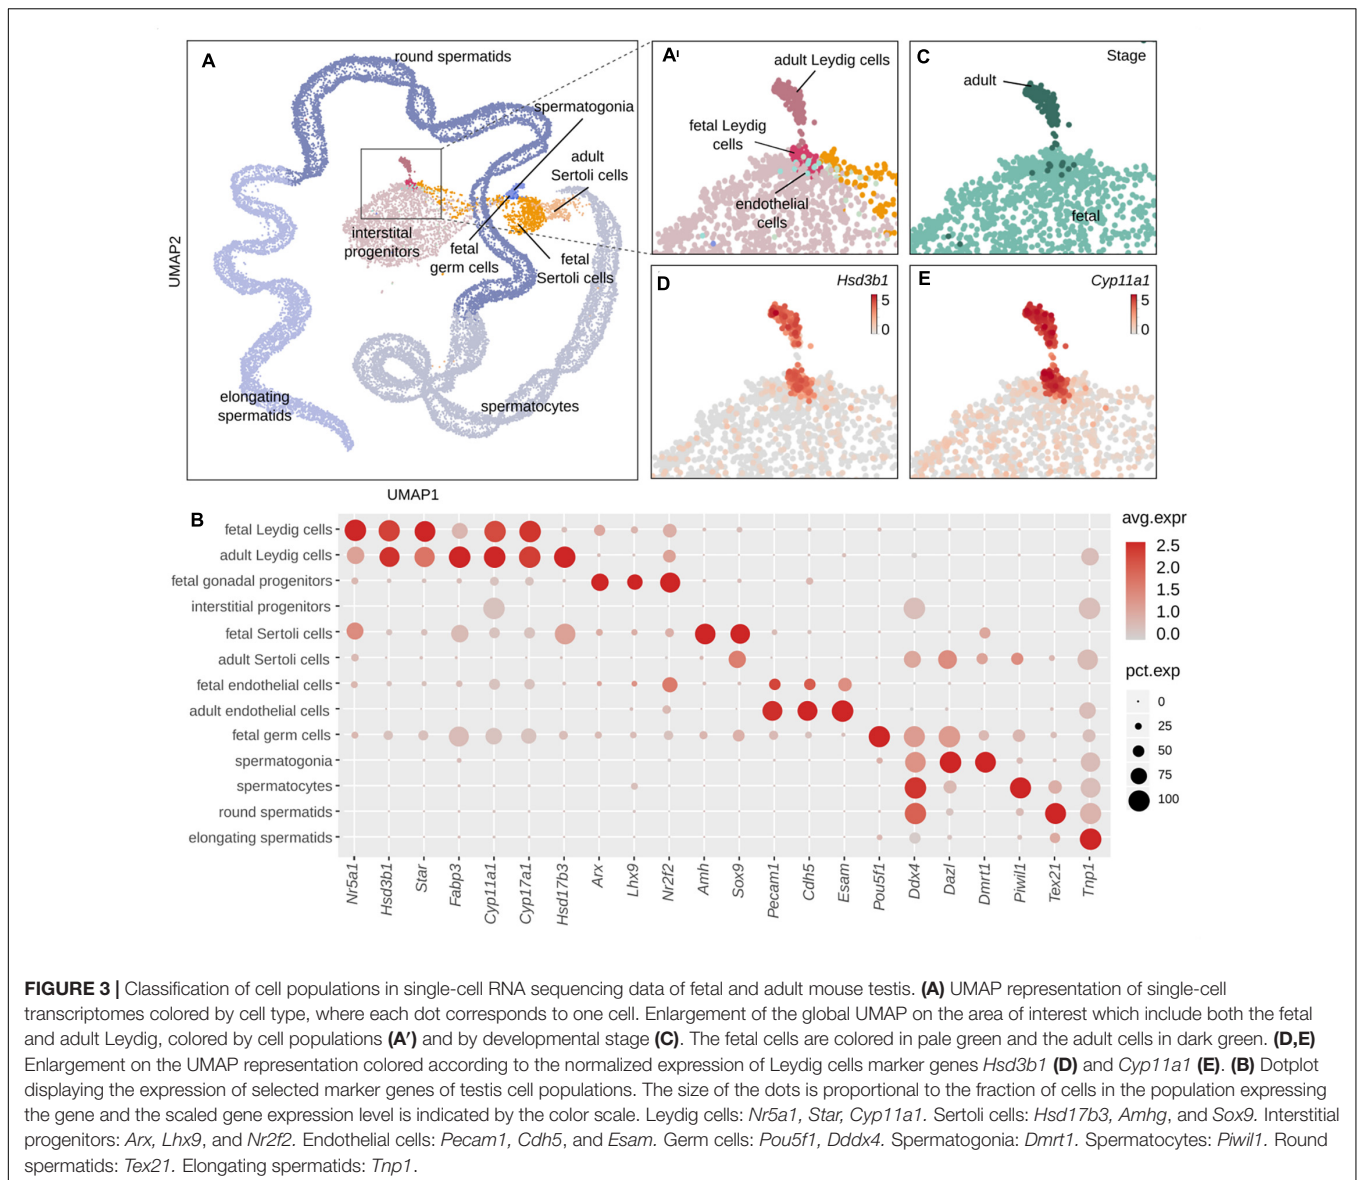 A
round spermatids
spermatogonia
adult
Sertoli cells
interstital
progenitors
fetal
germ cells
fetal
Sertoli cells
elongating
spermatids
spermatocytes
UMAP2
UMAP1
A'
adult Leydig cells
fetal Leydig
cells
endothelial
cells
C
Stage
adult
fetal
D
Hsd3b1
5
0
E
Cyp11a1
5
0
B
fetal Leydig cells
adult Leydig cells
fetal gonadal progenitors
interstitial progenitors
fetal Sertoli cells
adult Sertoli cells
fetal endothelial cells
adult endothelial cells
fetal germ cells
spermatogonia
spermatocytes
round spermatids
elongating spermatids
Nr5a1
Hsd3b1
Star
Fabp3
Cyp11a1
Cyp17a1
Hsd17b3
Arx
Lhx9
Nr2f2
Amh
Sox9
Pecam1
Cdh5
Esam
Pou5f1
Ddx4
Dazl
Dmrt1
Piwil1
Tex21
Tnp1
avg.expr
2.5
2.0
1.5
1.0
0.0
pct.exp
0
25
50
75
100
FIGURE 3 | Classification of cell populations in single-cell RNA sequencing data of fetal and adult mouse testis. (A) UMAP representation of single-cell
transcriptomes colored by cell type, where each dot corresponds to one cell. Enlargement of the global UMAP on the area of interest which include both the fetal
and adult Leydig, colored by cell populations (A′) and by developmental stage (C). The fetal cells are colored in pale green and the adult cells in dark green. (D,E)
Enlargement on the UMAP representation colored according to the normalized expression of Leydig cells marker genes Hsd3b1 (D) and Cyp11a1 (E). (B) Dotplot
displaying the expression of selected marker genes of testis cell populations. The size of the dots is proportional to the fraction of cells in the population expressing
the gene and the scaled gene expression level is indicated by the color scale. Leydig cells: Nr5a1, Star, Cyp11a1. Sertoli cells: Hsd17b3, Amhg, and Sox9. Interstitial
progenitors: Arx, Lhx9, and Nr2f2. Endothelial cells: Pecam1, Cdh5, and Esam. Germ cells: Pou5f1, Dddx4. Spermatogonia: Dmrt1. Spermatocytes: Piwil1. Round
spermatids: Tex21. Elongating spermatids: Tnp1.